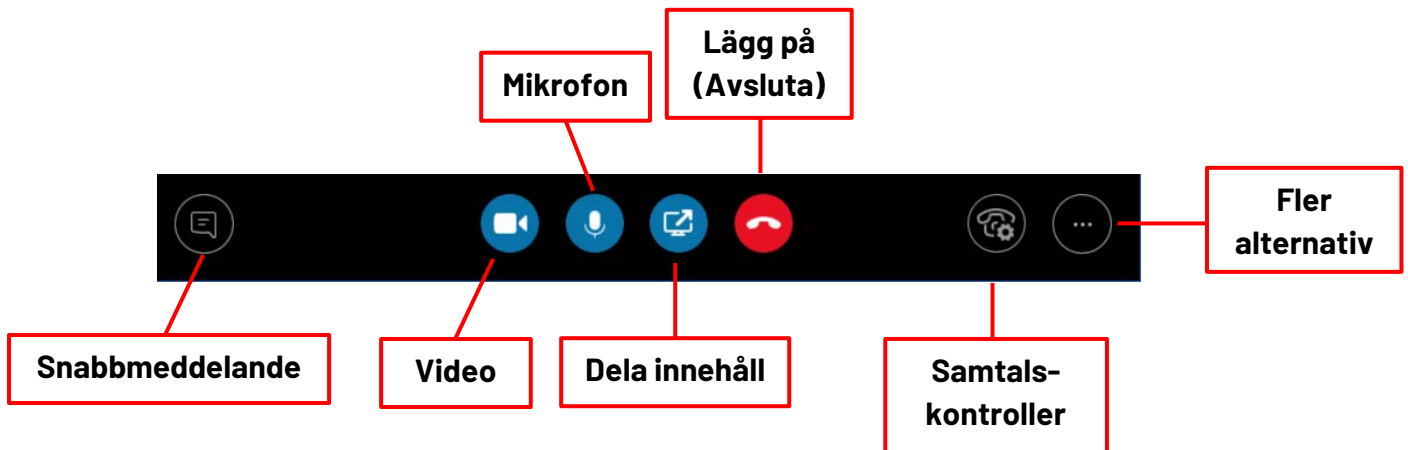 Lägg på
(Avsluta)
Mikrofon
Fler
alternativ
Snabbmeddelande
Video
Dela innehåll
Samtals-
kontroller